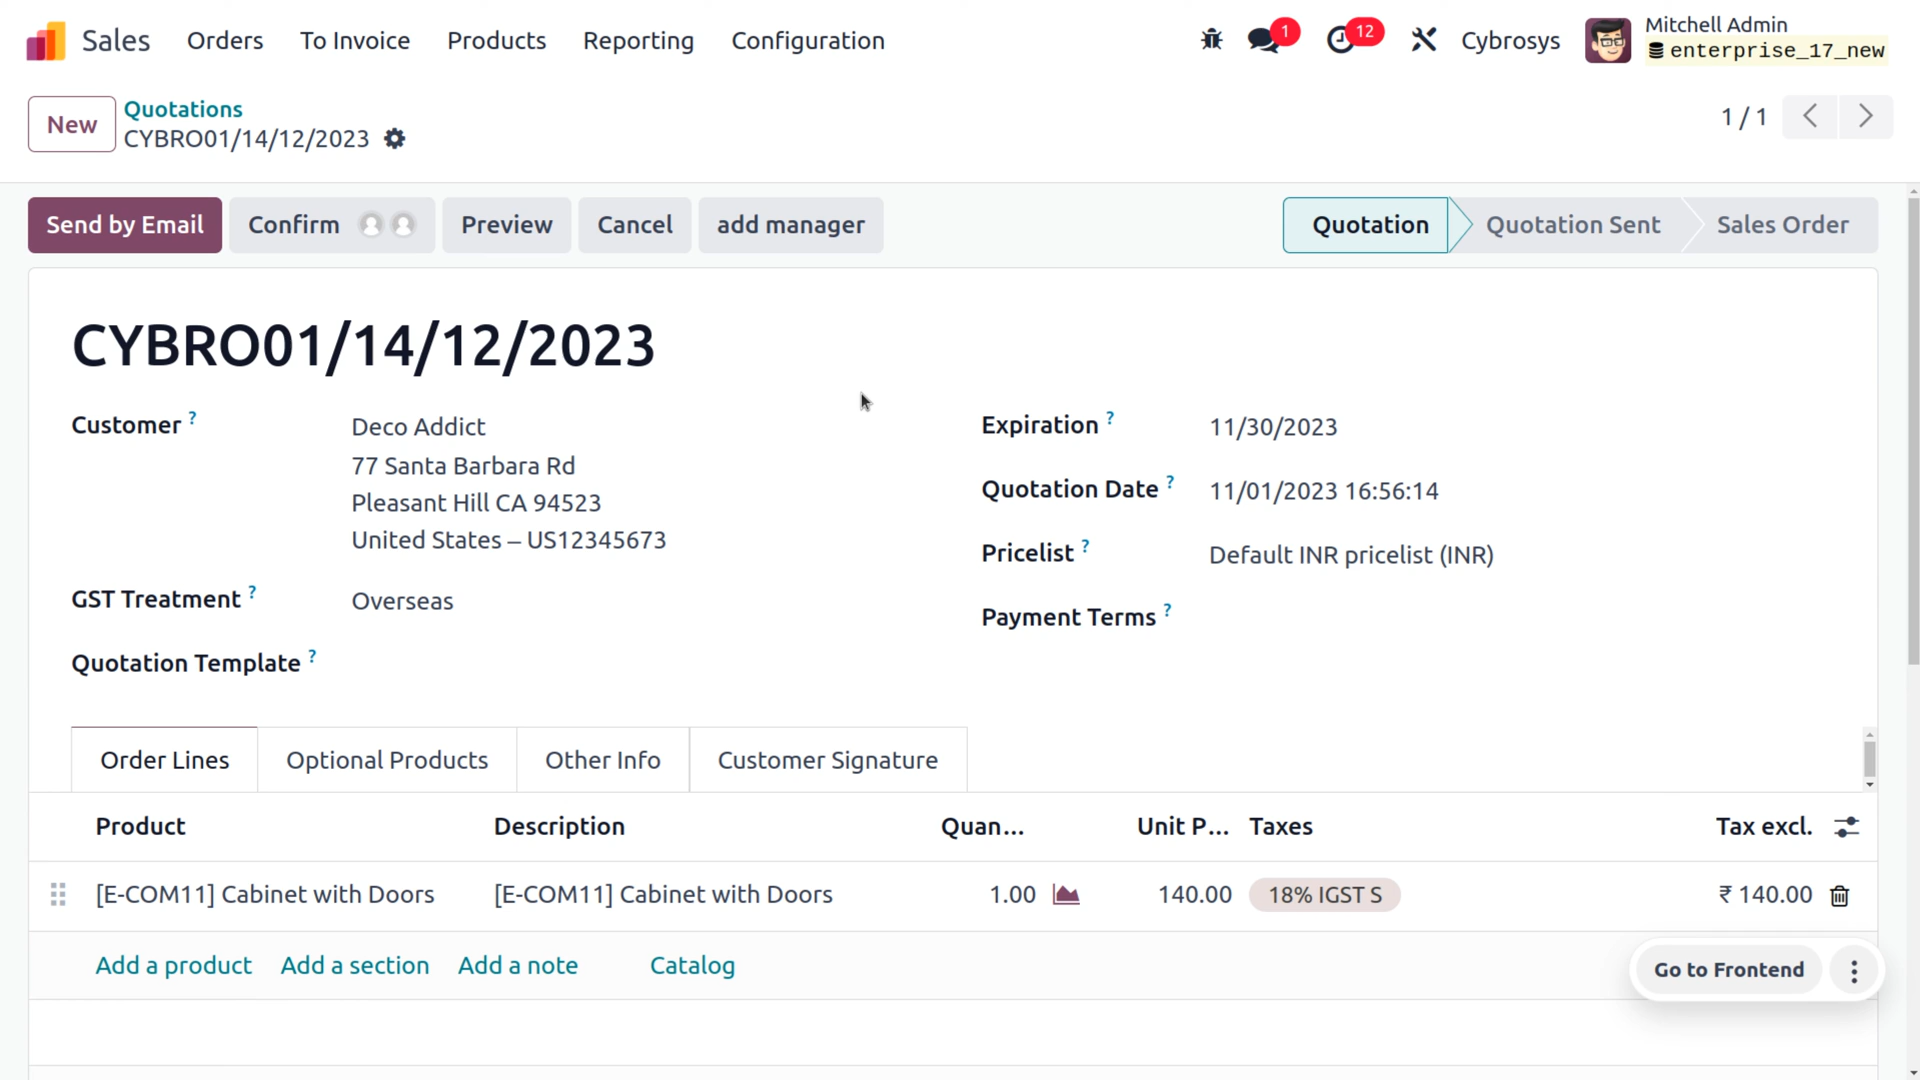 Sales Orders To Invoice Products Reporting Configuration 1 12 Cybrosys Mitchell Admin
enterprise_17_new
New Quotations
CYBRO01/14/12/2023
1 / 1
Send by Email Confirm Preview Cancel add manager Quotation Quotation Sent Sales Order
CYBRO01/14/12/2023
Customer ? Deco Addict
77 Santa Barbara Rd
Pleasant Hill CA 94523
United States – US12345673
GST Treatment ? Overseas
Quotation Template ?
Expiration ? 11/30/2023
Quotation Date ? 11/01/2023 16:56:14
Pricelist ? Default INR pricelist (INR)
Payment Terms ?
Order Lines Optional Products Other Info Customer Signature
Product Description Quan... Unit P... Taxes Tax excl.
[E-COM11] Cabinet with Doors [E-COM11] Cabinet with Doors 1.00 140.00 18% IGST S ₹ 140.00
Add a product Add a section Add a note Catalog
Go to Frontend